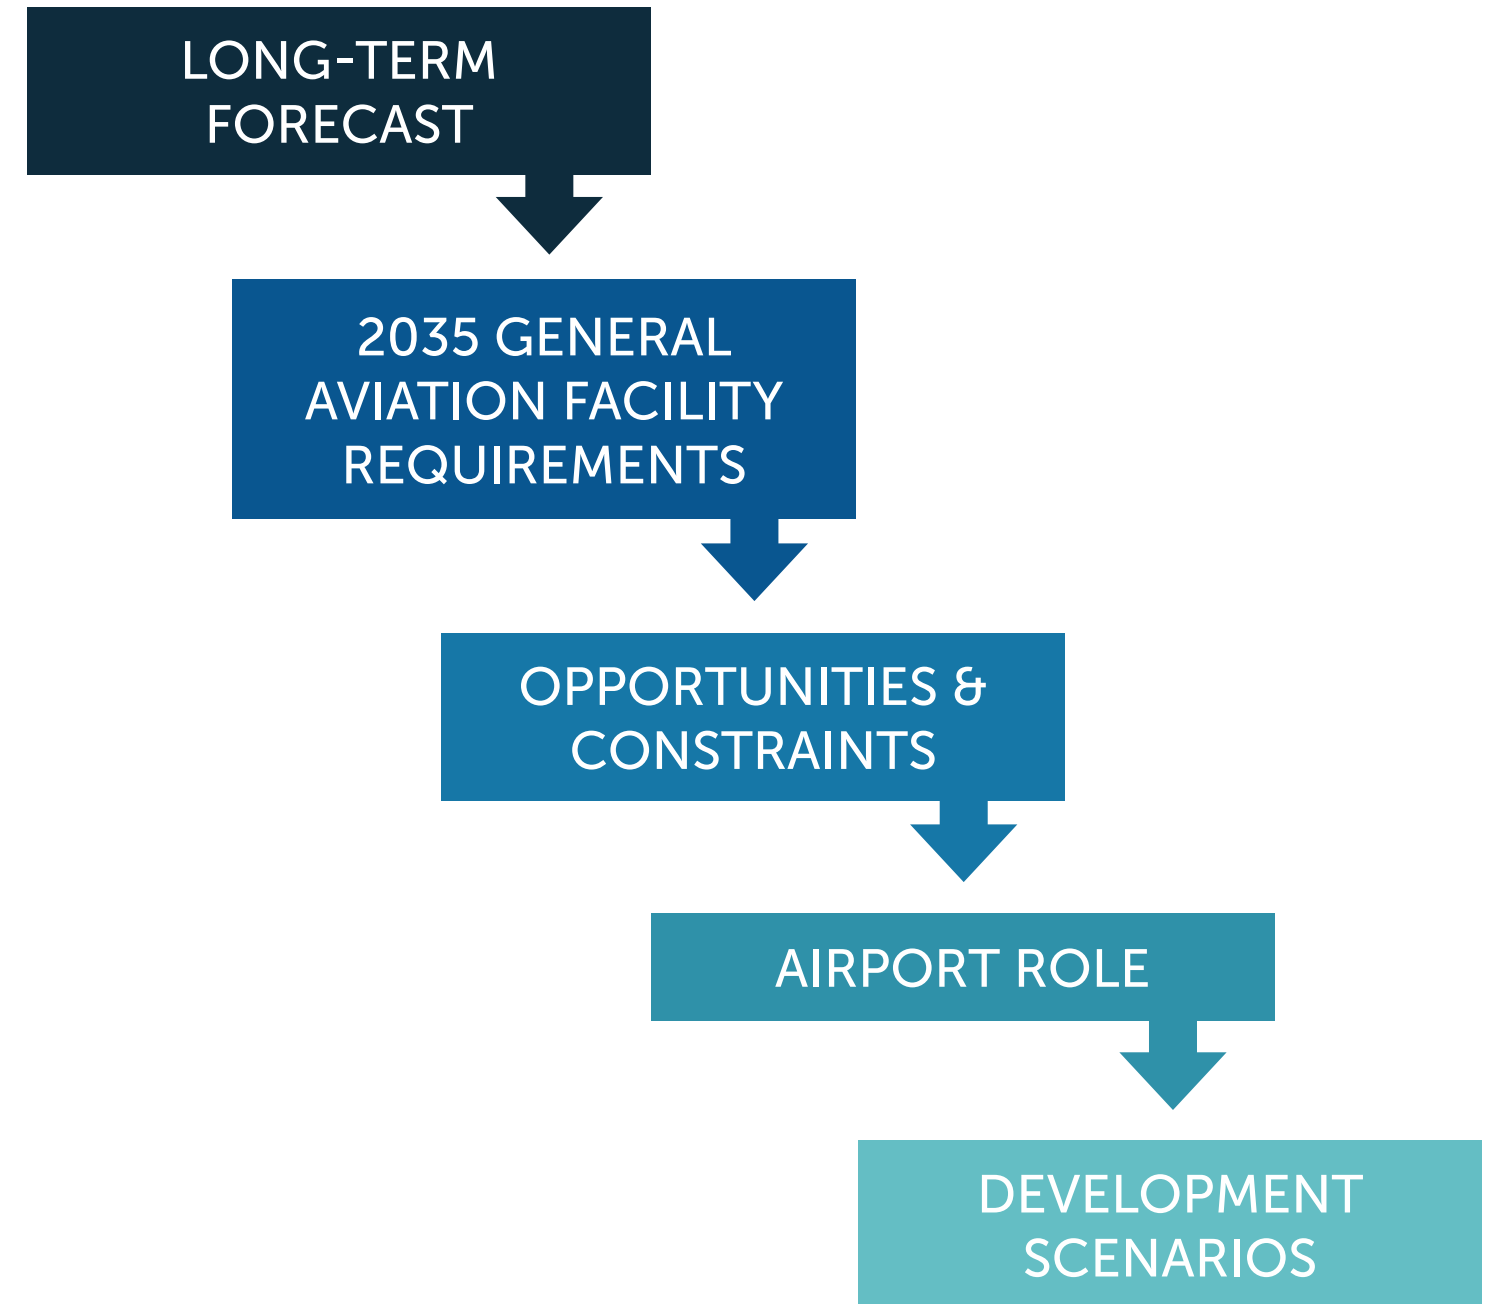 LONG-TERM
FORECAST
2035 GENERAL
AVIATION FACILITY
REQUIREMENTS
OPPORTUNITIES &
CONSTRAINTS
AIRPORT ROLE
DEVELOPMENT
SCENARIOS